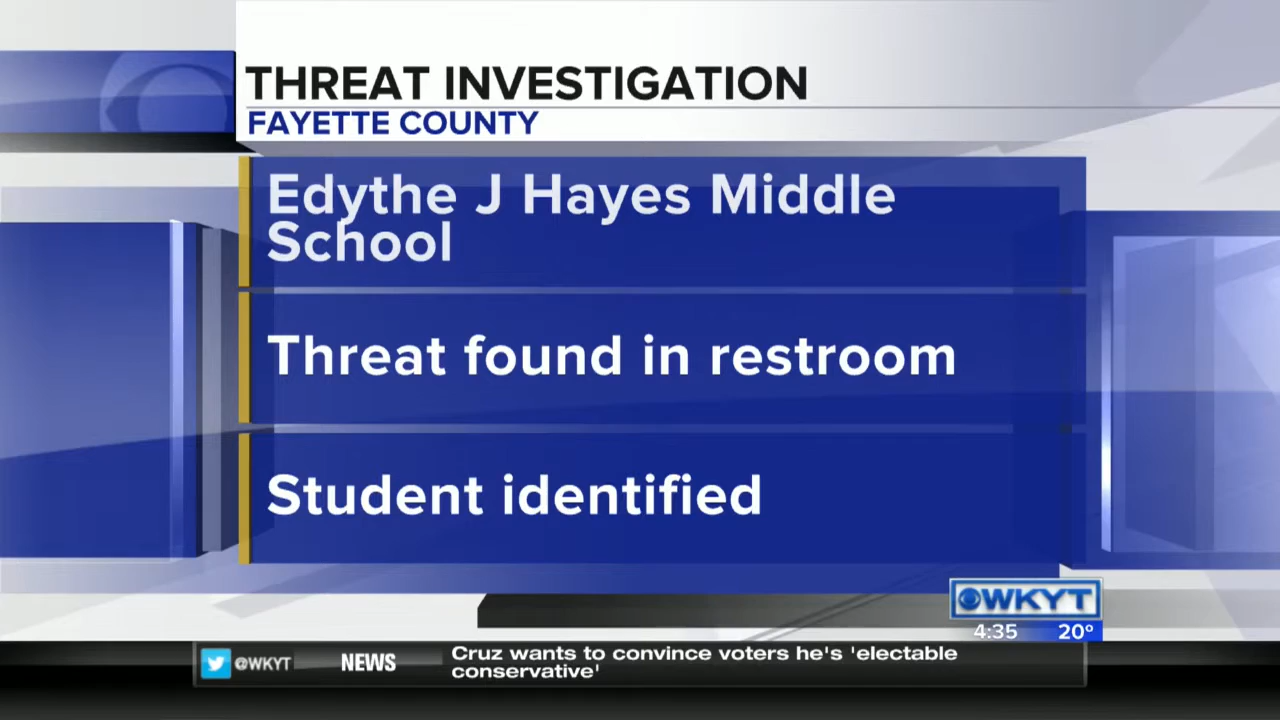 THREAT INVESTIGATION
FAYETTE COUNTY
Edythe J Hayes Middle
School
Threat found in restroom
Student identified
WKYT
4:35 20°
@WKYT NEWS Cruz wants to convince voters he's 'electable
conservative'